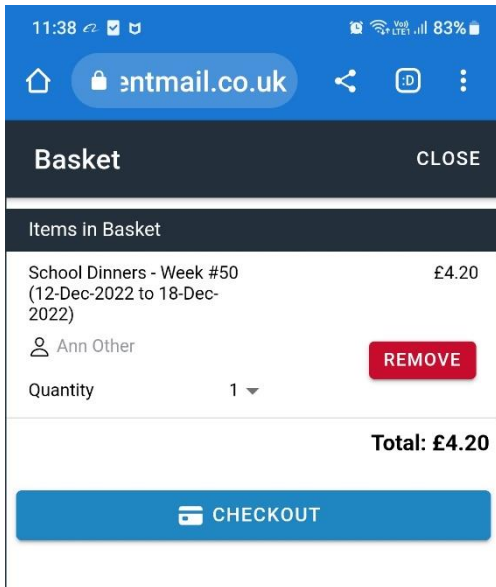 11:38 83%
entmail.co.uk :D
Basket CLOSE
Items in Basket
School Dinners - Week #50 £4.20
(12-Dec-2022 to 18-Dec-
2022)
Ann Other
REMOVE
Quantity 1
Total: £4.20
CHECKOUT